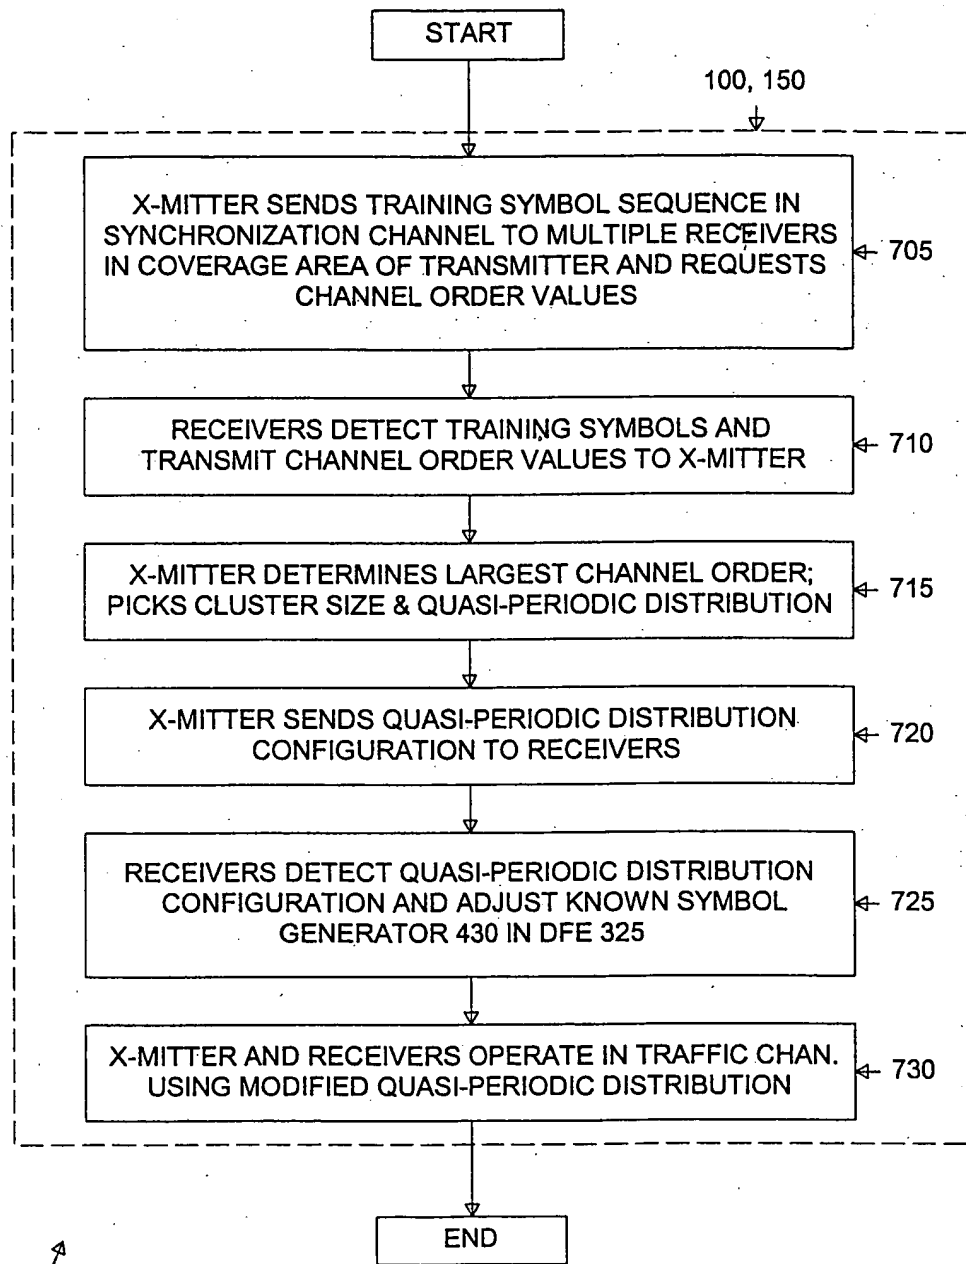 START
100, 150
X-MITTER SENDS TRAINING SYMBOL SEQUENCE IN
SYNCHRONIZATION CHANNEL TO MULTIPLE RECEIVERS
IN COVERAGE AREA OF TRANSMITTER AND REQUESTS
CHANNEL ORDER VALUES
705
RECEIVERS DETECT TRAINING SYMBOLS AND
TRANSMIT CHANNEL ORDER VALUES TO X-MITTER
710
X-MITTER DETERMINES LARGEST CHANNEL ORDER;
PICKS CLUSTER SIZE & QUASI-PERIODIC DISTRIBUTION
715
X-MITTER SENDS QUASI-PERIODIC DISTRIBUTION
CONFIGURATION TO RECEIVERS
720
RECEIVERS DETECT QUASI-PERIODIC DISTRIBUTION
CONFIGURATION AND ADJUST KNOWN SYMBOL
GENERATOR 430 IN DFE 325
725
X-MITTER AND RECEIVERS OPERATE IN TRAFFIC CHAN.
USING MODIFIED QUASI-PERIODIC DISTRIBUTION
730
END